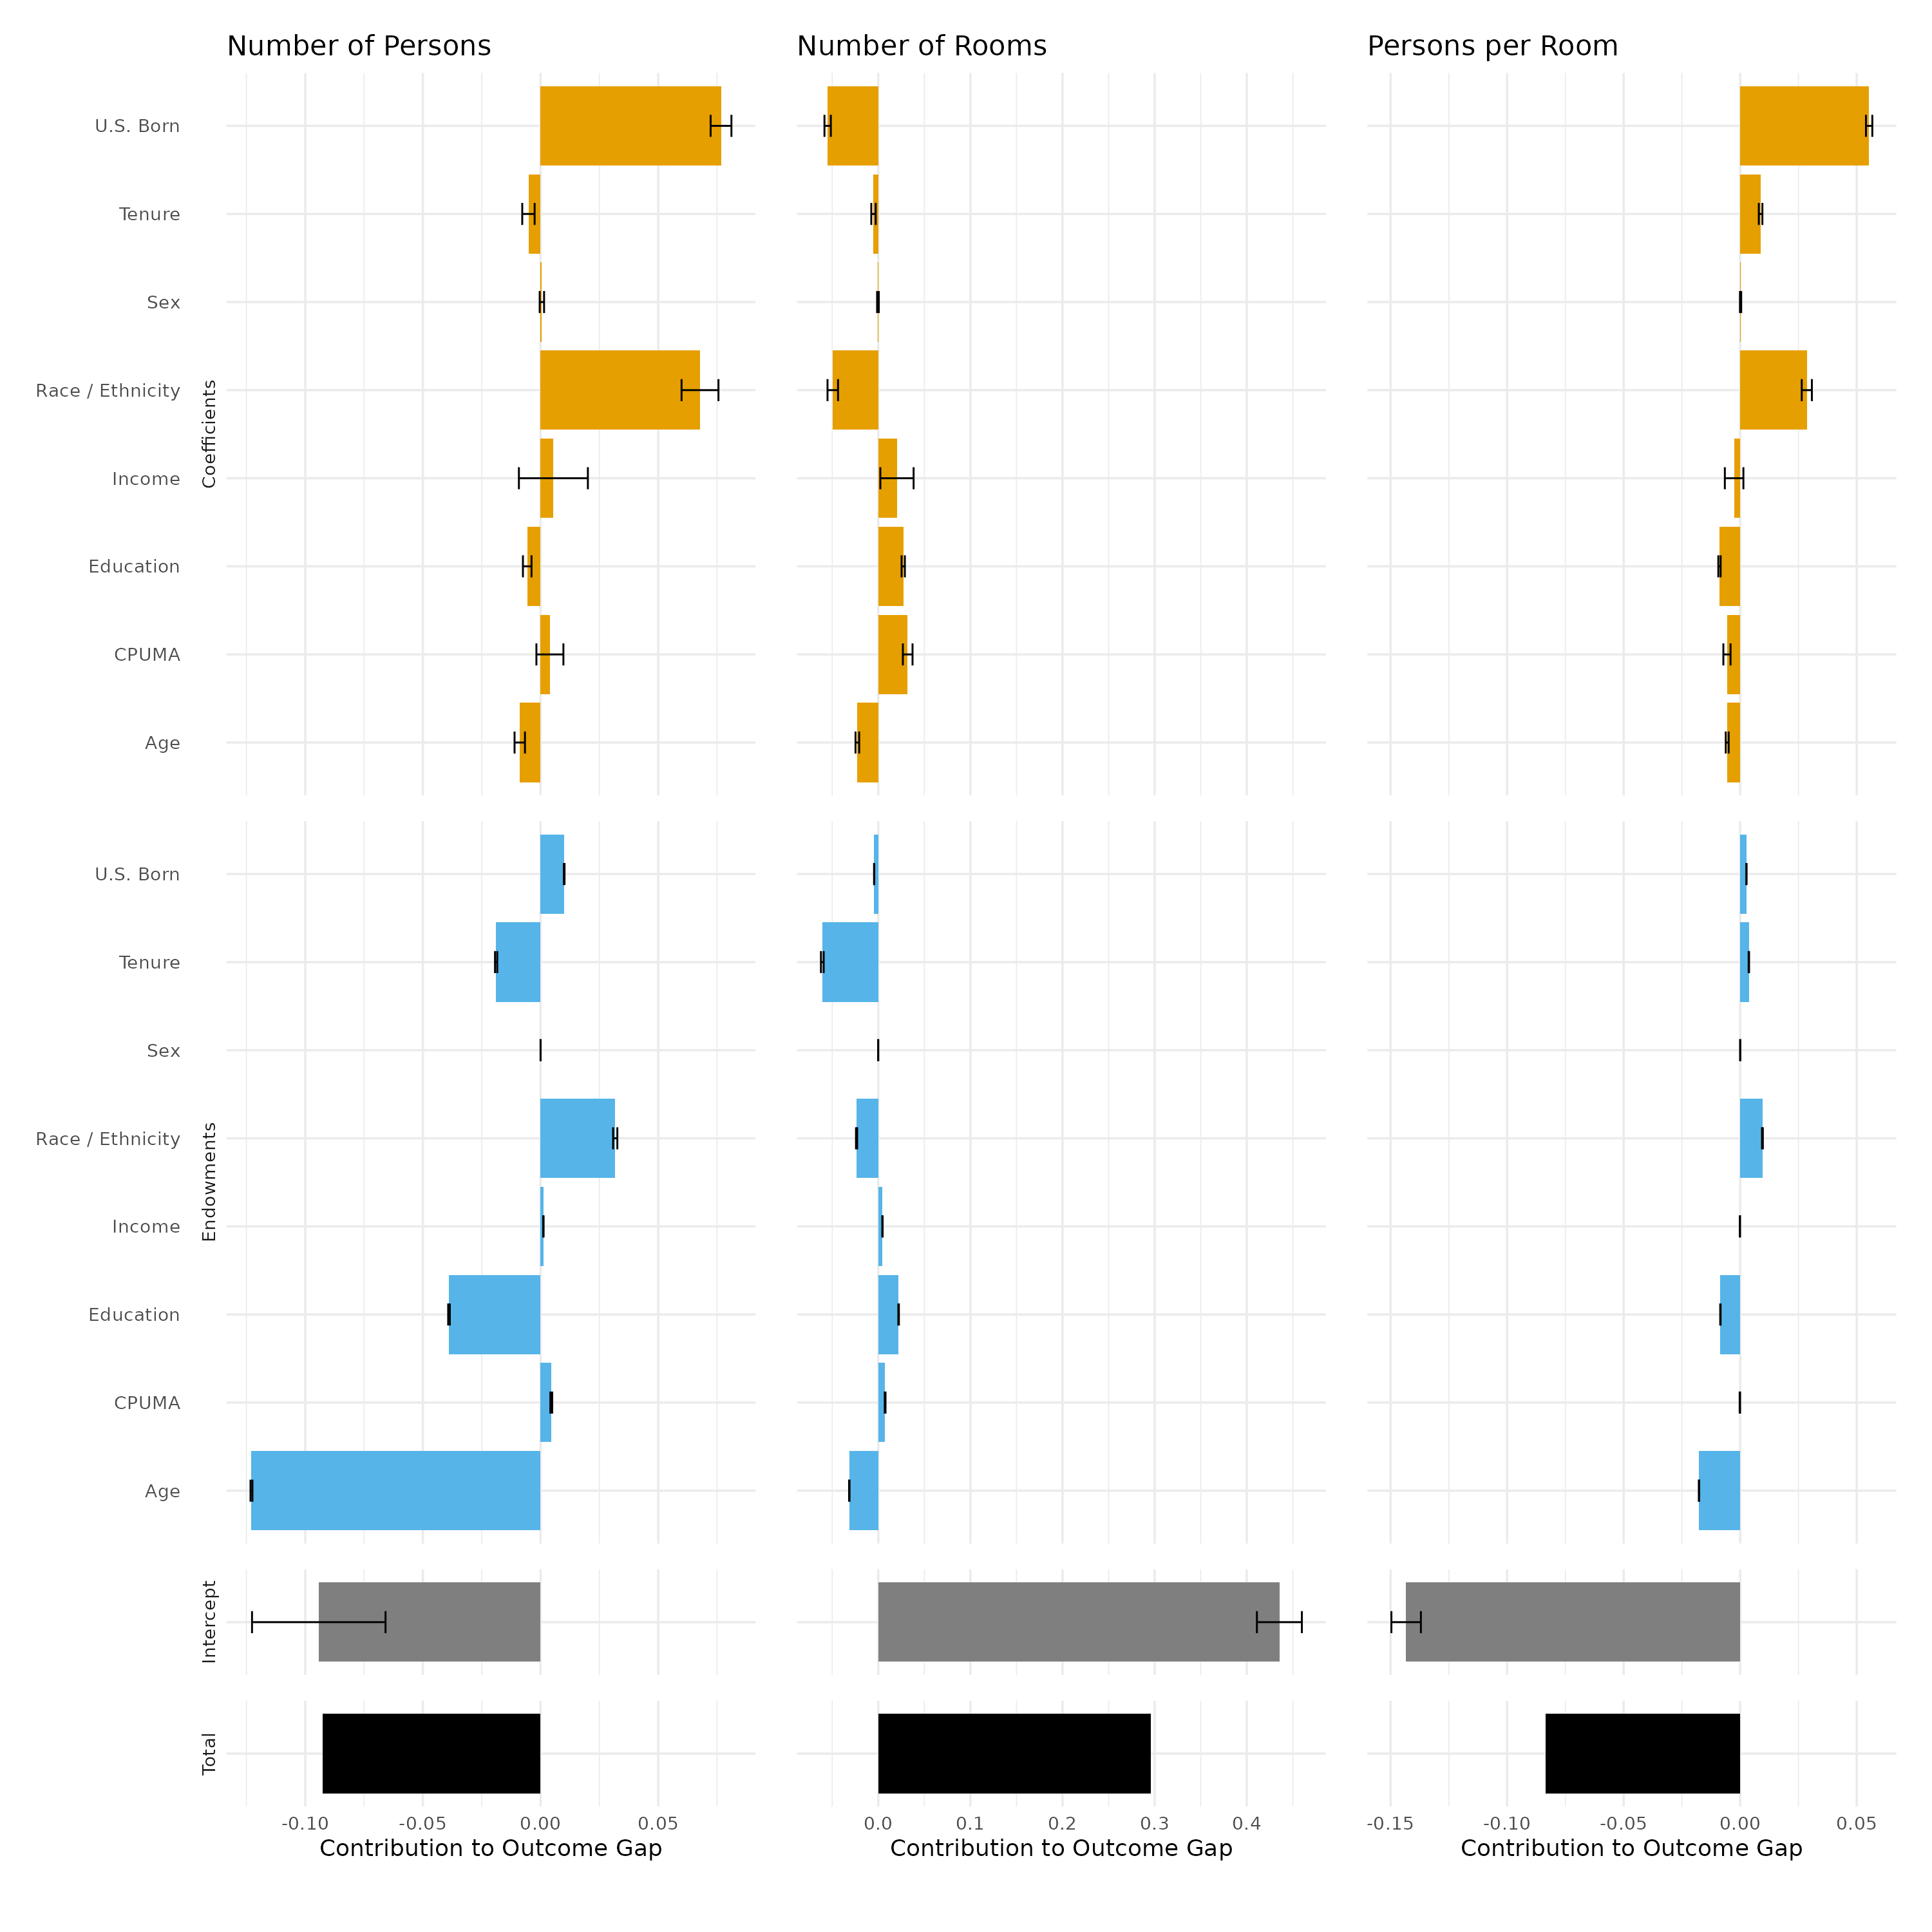 Number of Persons
Number of Rooms
Persons per Room
Coefficients
U.S. Born
Tenure
Sex
Race / Ethnicity
Income
Education
CPUMA
Age
Endowments
U.S. Born
Tenure
Sex
Race / Ethnicity
Income
Education
CPUMA
Age
Intercept
Total
-0.10 -0.05 0.00 0.05
0.0 0.1 0.2 0.3 0.4
-0.15 -0.10 -0.05 0.00 0.05
Contribution to Outcome Gap
Contribution to Outcome Gap
Contribution to Outcome Gap